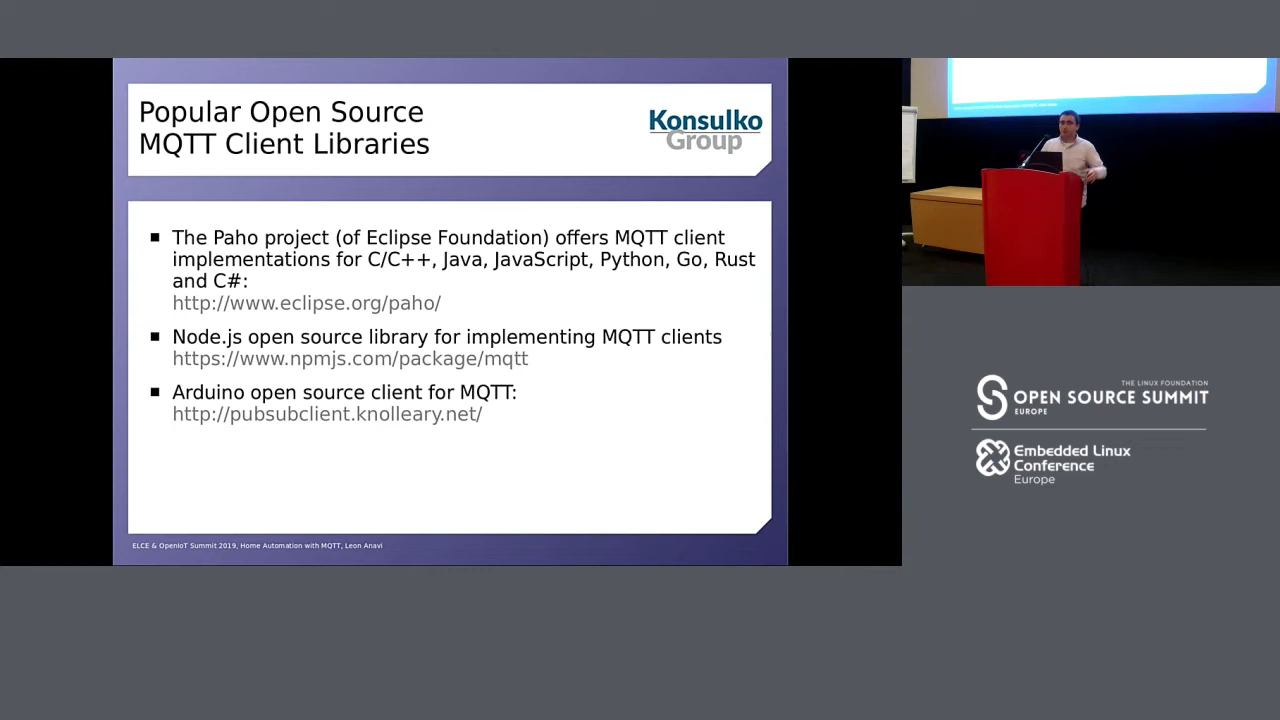 Popular Open Source
MQTT Client Libraries
Konsulko
Group
▪ The Paho project (of Eclipse Foundation) offers MQTT client
implementations for C/C++, Java, JavaScript, Python, Go, Rust
and C#:
http://www.eclipse.org/paho/
▪ Node.js open source library for implementing MQTT clients
https://www.npmjs.com/package/mqtt
▪ Arduino open source client for MQTT:
http://pubsubclient.knolleary.net/
ELCE & OpenIoT Summit 2019, Home Automation with MQTT, Leon Anavi
THE LINUX FOUNDATION
OPEN SOURCE SUMMIT
EUROPE
Embedded Linux
Conference
Europe